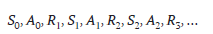 S₀, A₀, R₁, S₁, A₁, R₂, S₂, A₂, R₃, ...